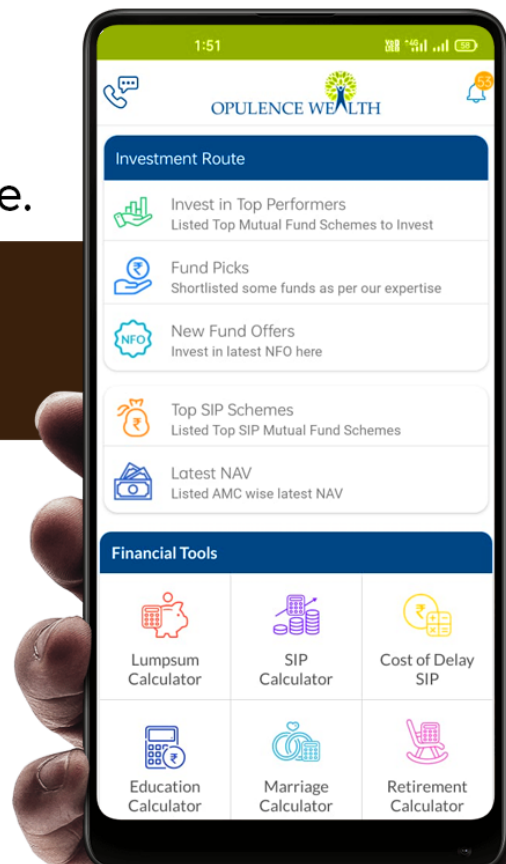 1:51
58
53
OPULENCE WEALTH
e.
Investment Route
Invest in Top Performers
Listed Top Mutual Fund Schemes to Invest
Fund Picks
Shortlisted some funds as per our expertise
NFO
New Fund Offers
Invest in latest NFO here
Top SIP Schemes
Listed Top SIP Mutual Fund Schemes
Latest NAV
Listed AMC wise latest NAV
Financial Tools
Lumpsum
Calculator
SIP
Calculator
Cost of Delay
SIP
Education
Calculator
Marriage
Calculator
Retirement
Calculator